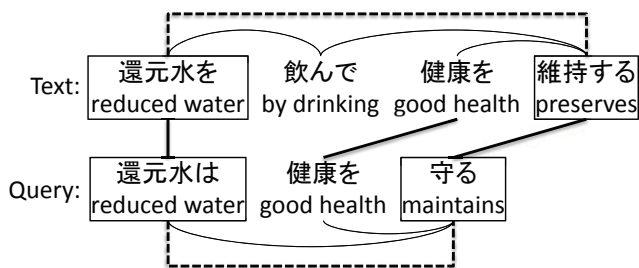 Text: 還元水を 飲んで 健康を 維持する
reduced water by drinking good health preserves
Query: 還元水は 健康を 守る
reduced water good health maintains